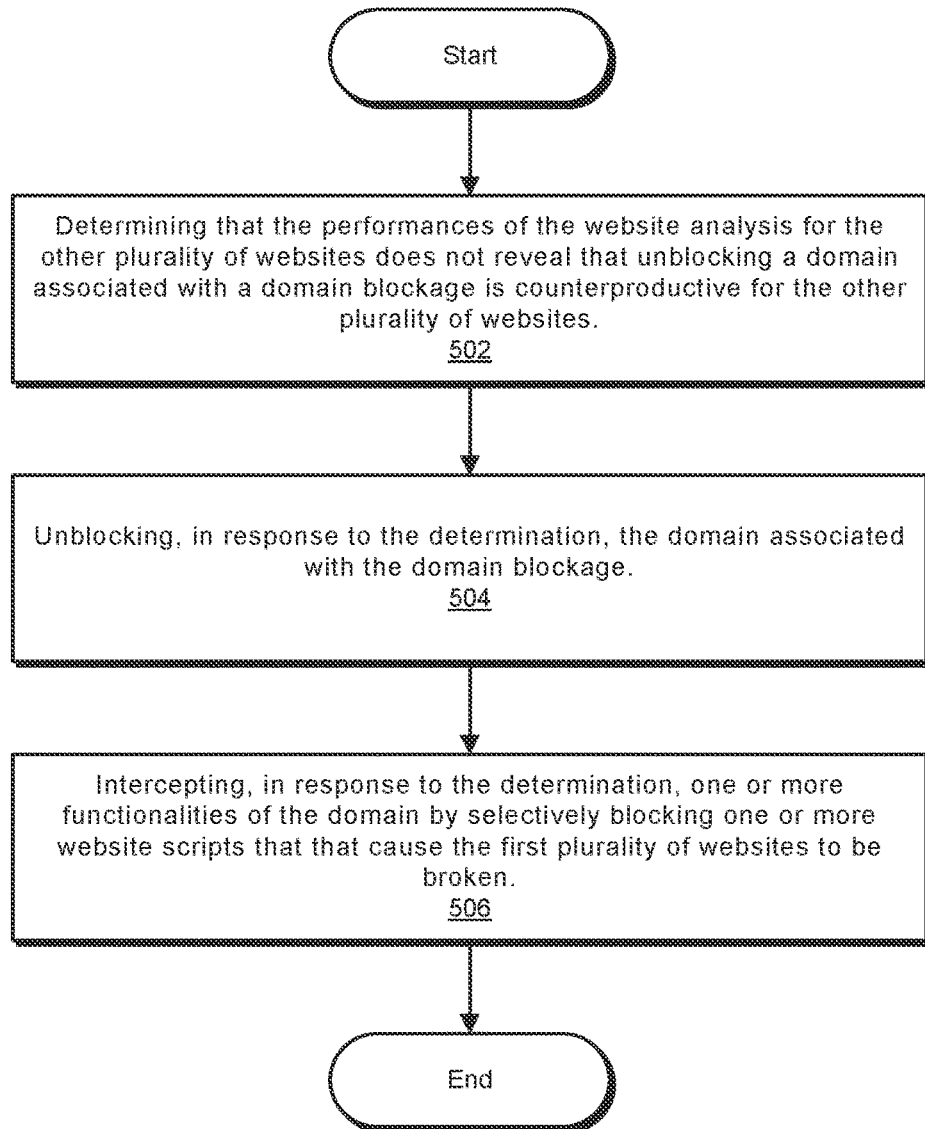 Start
Determining that the performances of the website analysis for the
other plurality of websites does not reveal that unblocking a domain
associated with a domain blockage is counterproductive for the other
plurality of websites.
502
Unblocking, in response to the determination, the domain associated
with the domain blockage.
504
Intercepting, in response to the determination, one or more
functionalities of the domain by selectively blocking one or more
website scripts that that cause the first plurality of websites to be
broken.
506
End